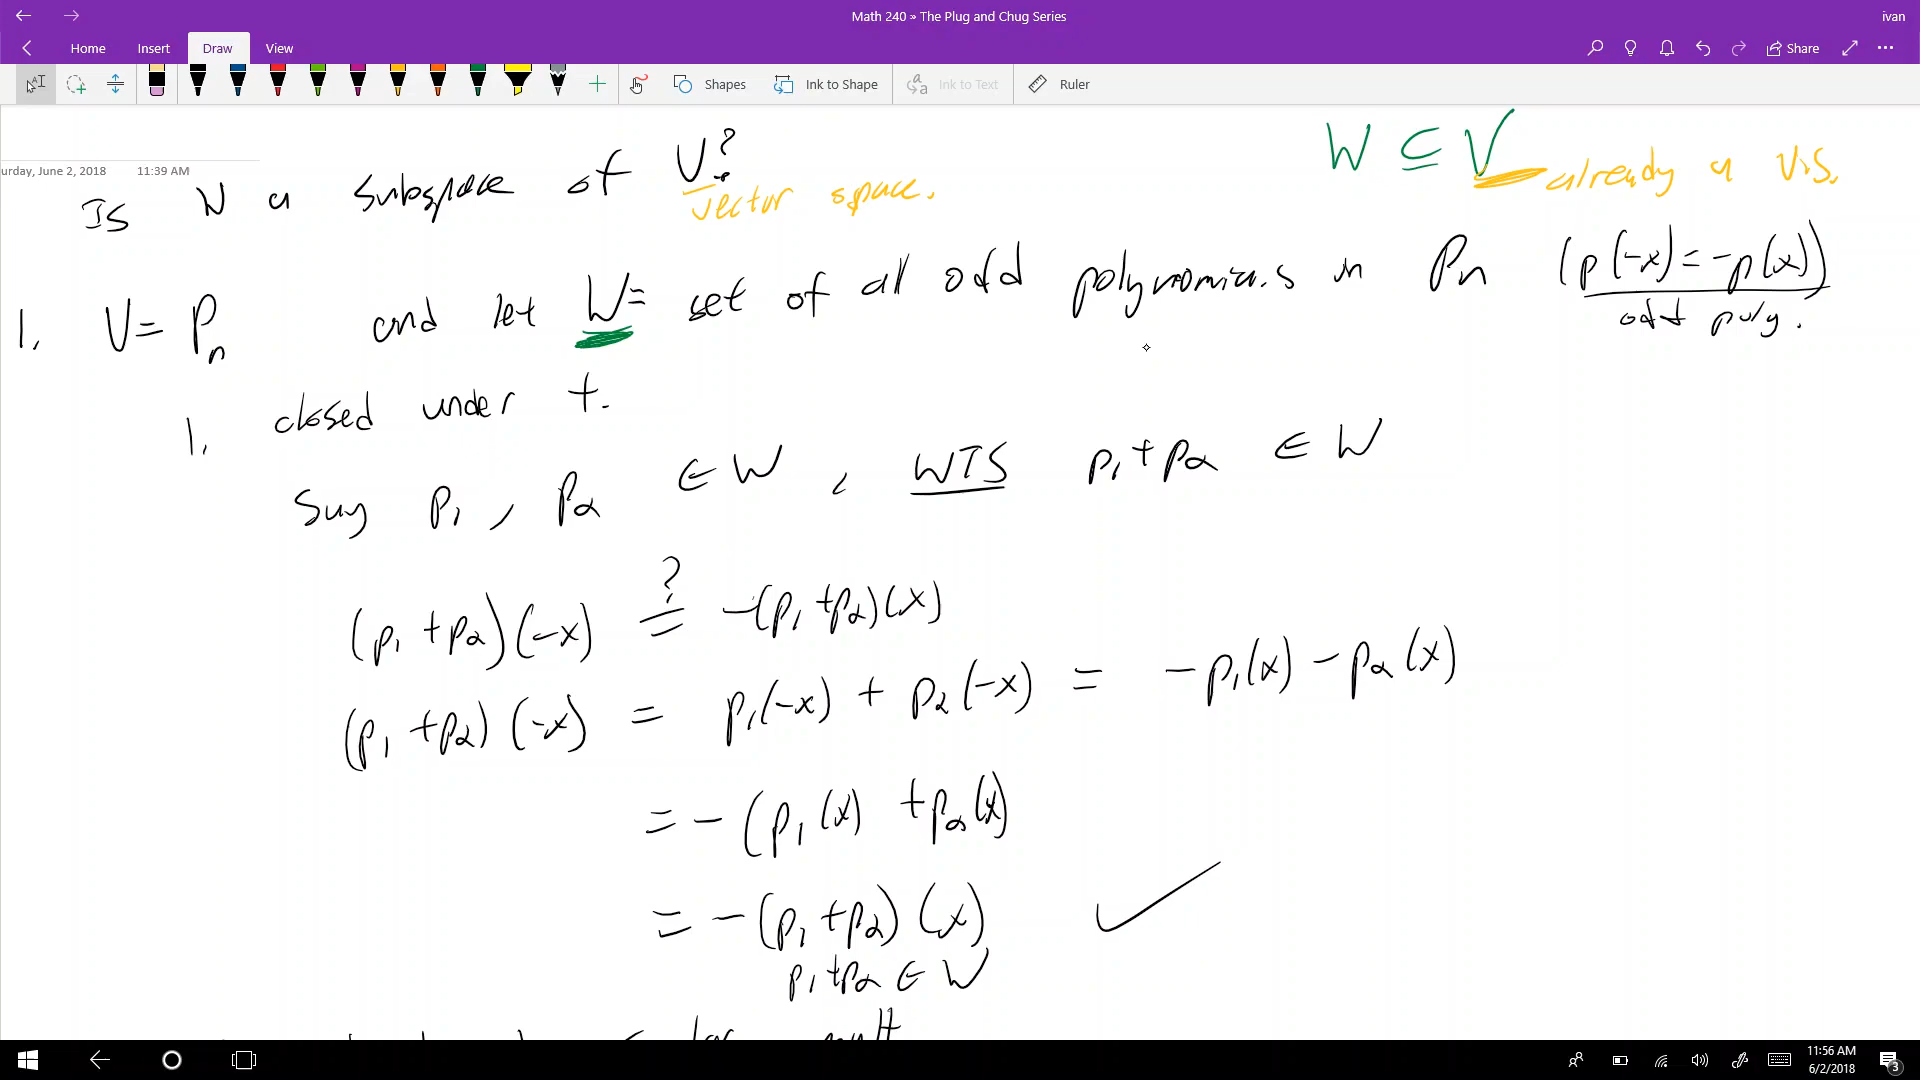 Math 240 » The Plug and Chug Series
ivan
Home Insert Draw View
Share
Shapes Ink to Shape Ink to Text Ruler
W ⊆ V already a V.S.
urday, June 2, 2018 11:39 AM
Is W a subspace of V?
vector space.
1. V = Pn and let W = set of all odd polynomials in Pn (p(-x) = -p(x))
odd poly.
1. closed under +.
Say p1, p2 ∈ W, WTS p1+p2 ∈ W
(p1+p2)(-x) =? -(p1+p2)(x)
(p1+p2)(-x) = p1(-x) + p2(-x) = -p1(x) - p2(x)
= -(p1(x) + p2(x)
= -(p1+p2)(x) ✓
p1+p2 ∈ W
11:56 AM
6/2/2018
3